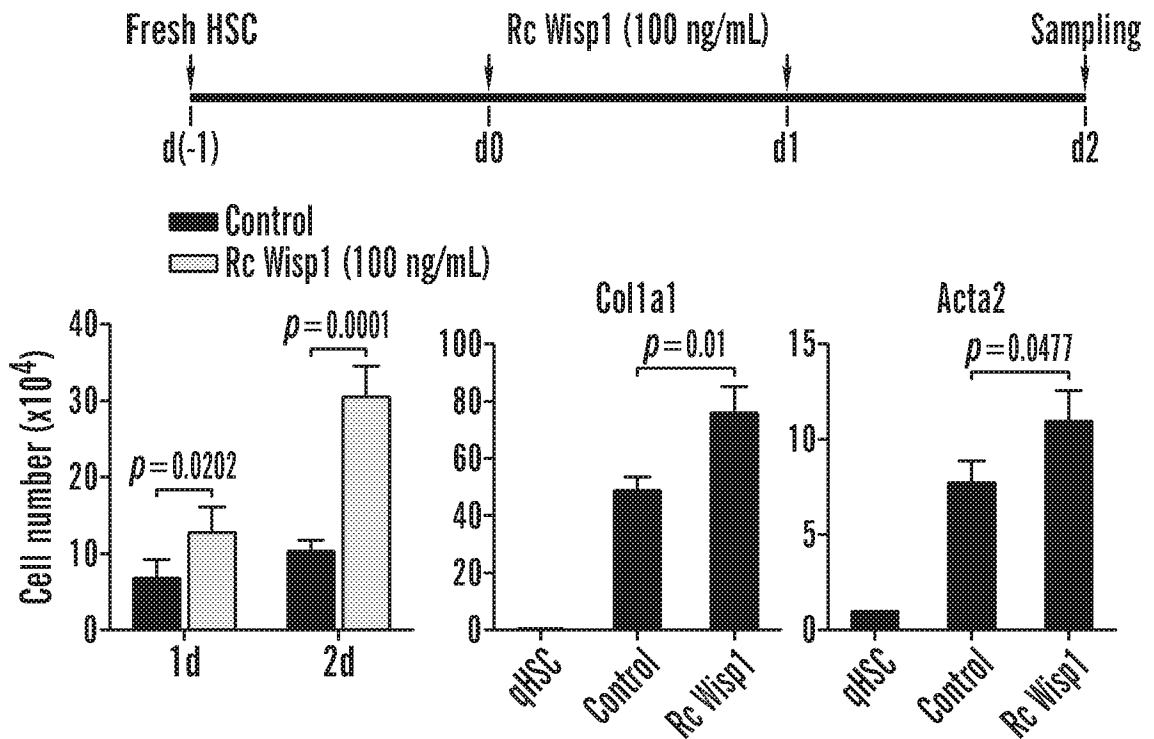 Fresh HSC Rc Wisp1 (100 ng/mL) Sampling
d(-1) d0 d1 d2
Control
Rc Wisp1 (100 ng/mL)
Cell number (x10⁴)
40
30
20
10
0
p=0.0202
p=0.0001
1d 2d
Col1a1
100
80
60
40
20
0
p=0.01
qHSC Control Rc Wisp1
Acta2
15
10
5
0
p=0.0477
qHSC Control Rc Wisp1